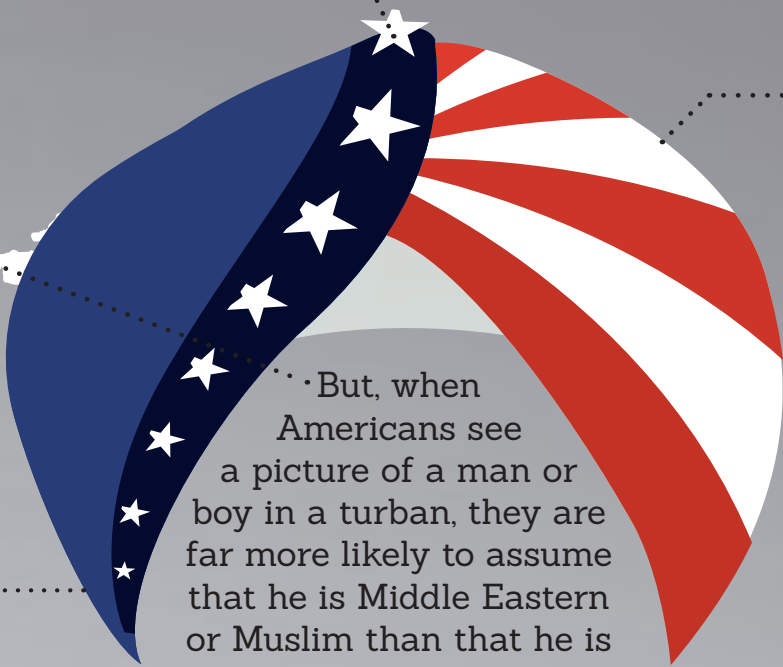 But, when
Americans see
a picture of a man or
boy in a turban, they are
far more likely to assume
that he is Middle Eastern
or Muslim than that he is